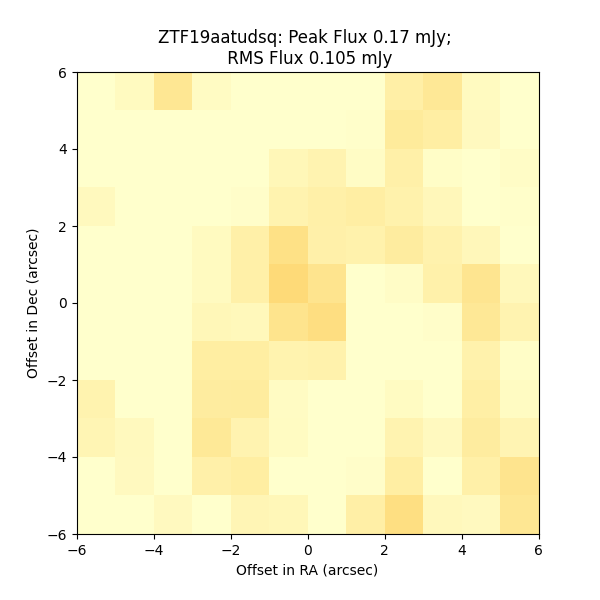 ZTF19aatudsq: Peak Flux 0.17 mJy;
RMS Flux 0.105 mJy
6
4
2
0
−2
−4
−6
Offset in Dec (arcsec)
−6 −4 −2 0 2 4 6
Offset in RA (arcsec)